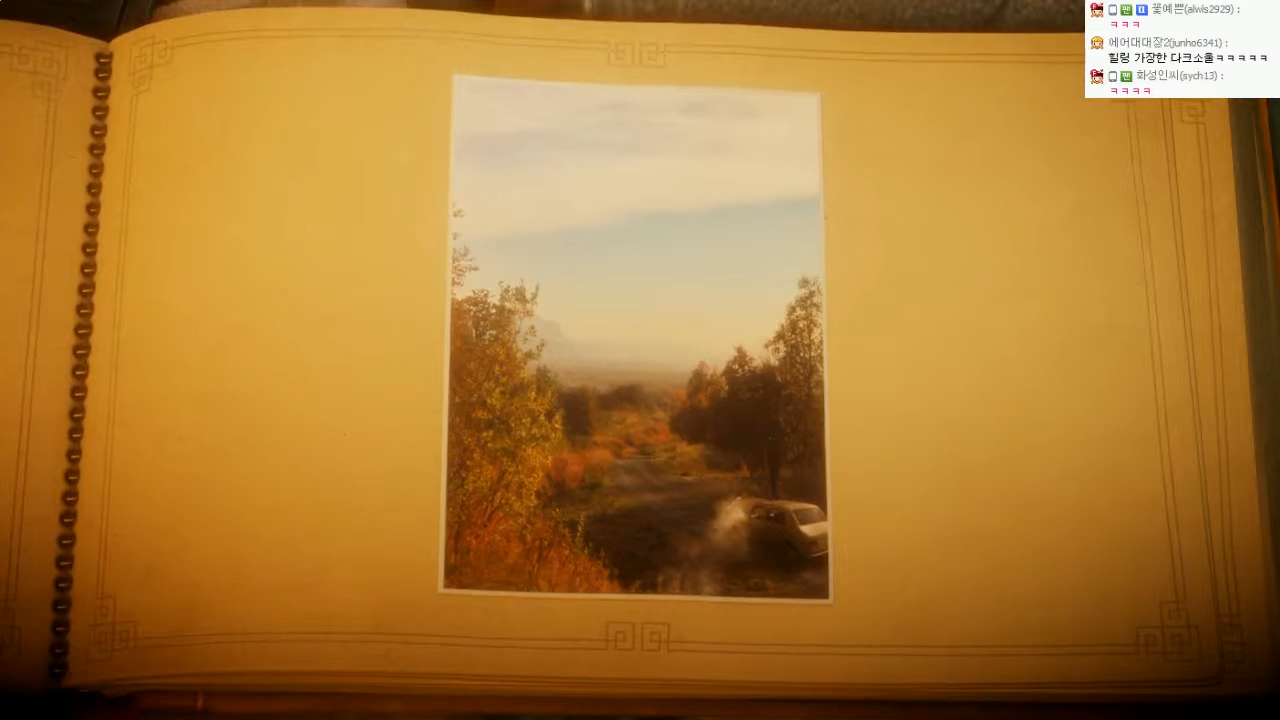 꽃예쁜(alwls2929) :
ㅋㅋㅋ
에어대대장2(junho6341) :
힐링 가장한 다크소울ㅋㅋㅋㅋㅋ
화성인씨(sych13) :
ㅋㅋㅋㅋ